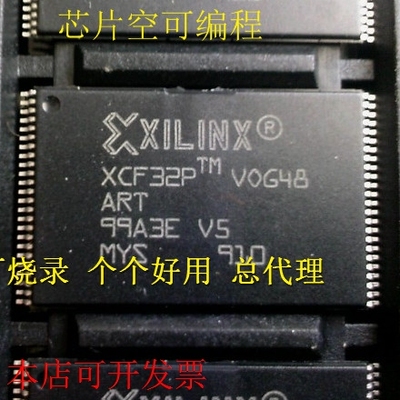 芯片空可编程
XILINX®
XCF32P™ VOG48
ART
99A3E V5
MYS 910
烧录 个个好用 总代理
本店可开发票
XILINX®